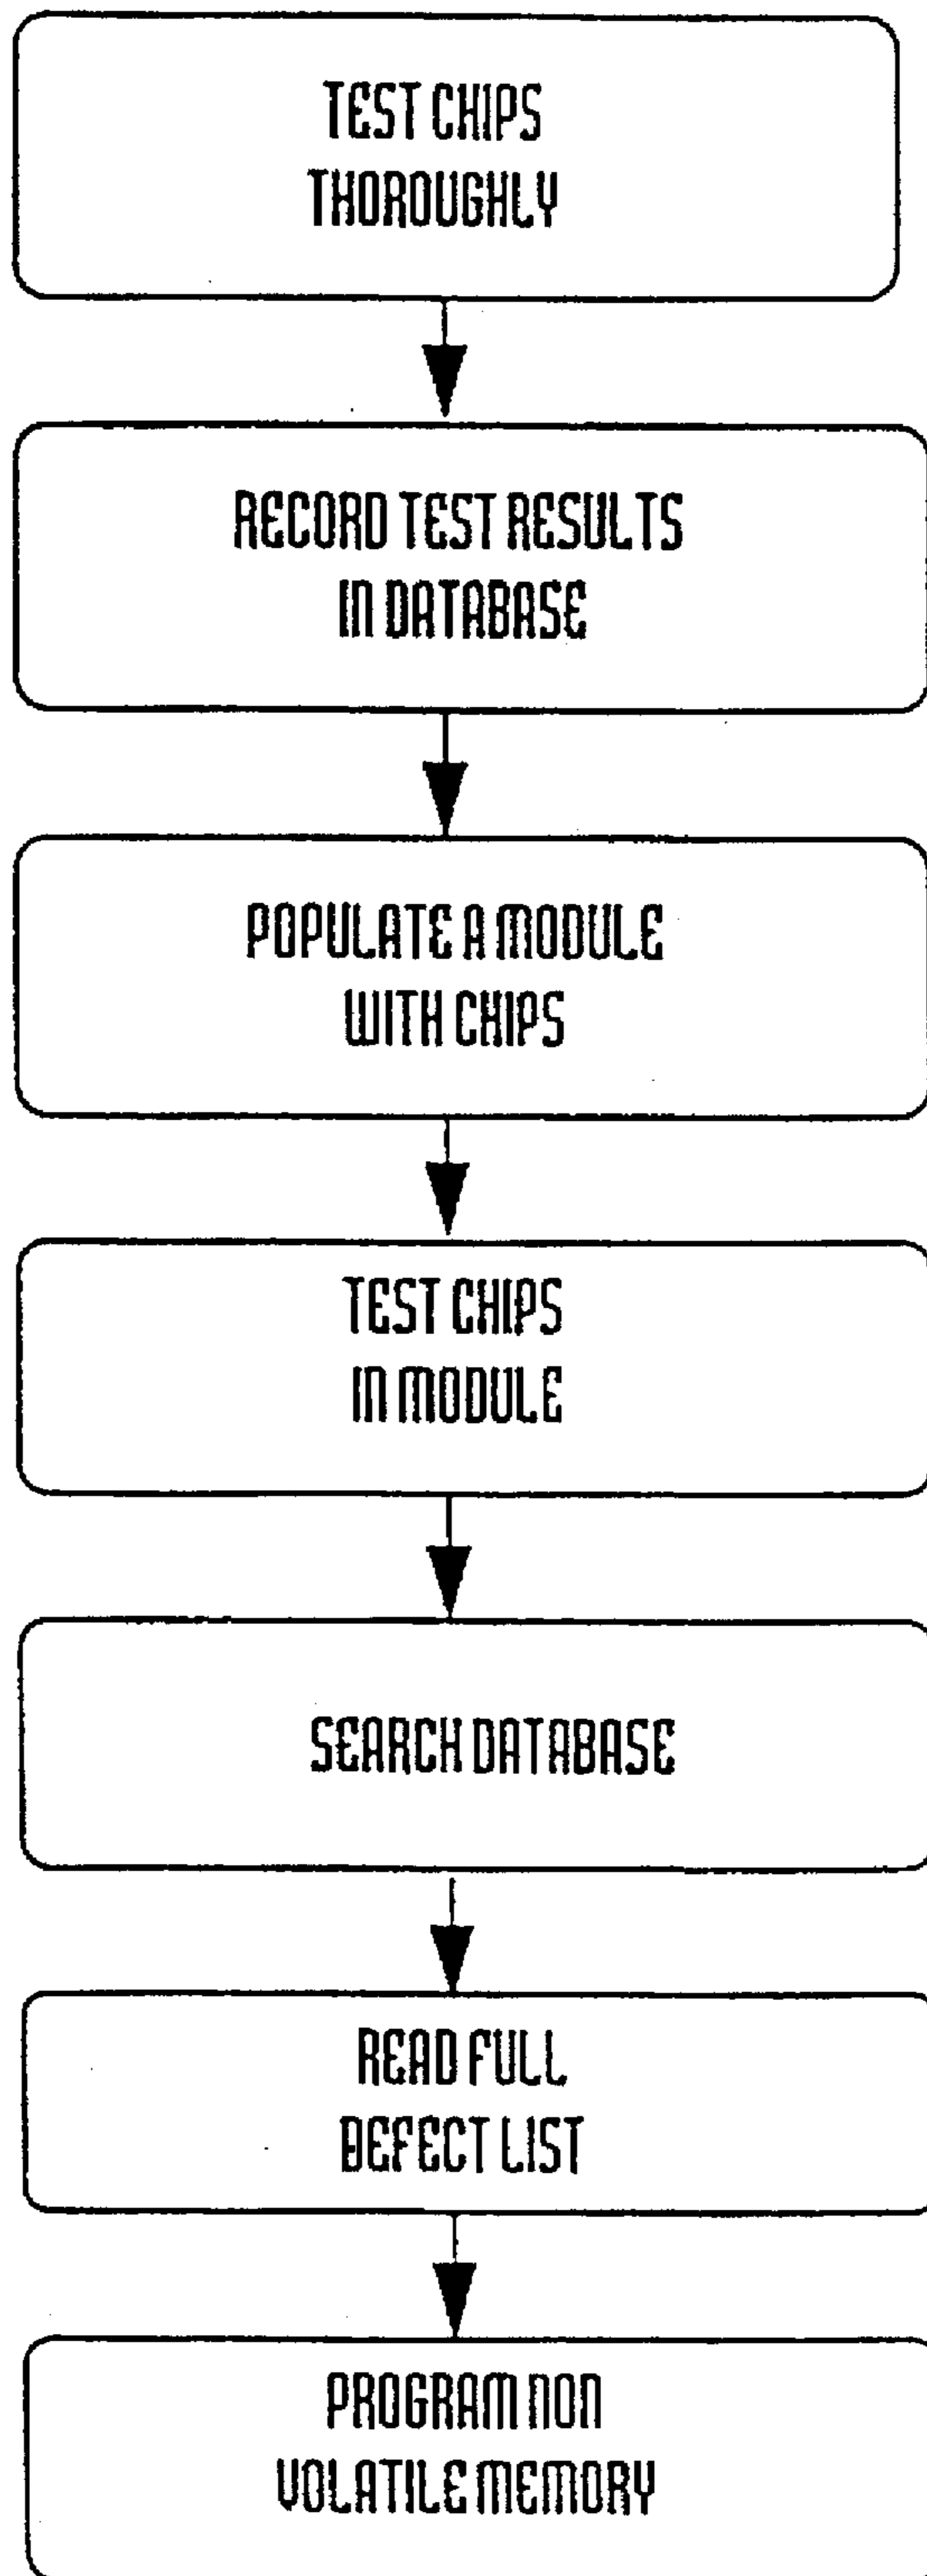 TEST CHIPS
THOROUGHLY
RECORD TEST RESULTS
IN DATABASE
POPULATE A MODULE
WITH CHIPS
TEST CHIPS
IN MODULE
SEARCH DATABASE
READ FULL
DEFECT LIST
PROGRAM NON
VOLATILE MEMORY